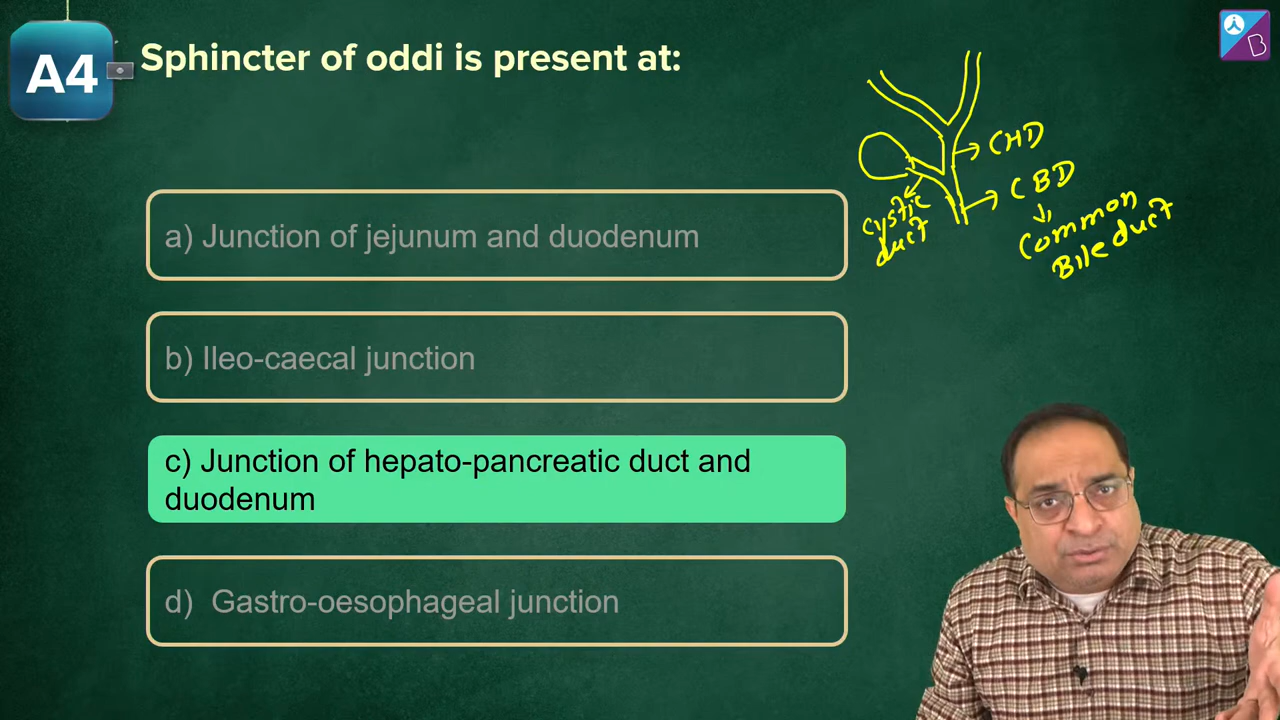 A4
Sphincter of oddi is present at:
a) Junction of jejunum and duodenum
b) Ileo-caecal junction
c) Junction of hepato-pancreatic duct and
duodenum
d) Gastro-oesophageal junction
CHD
CBD
Cystic
duct
Common
Bile duct
B